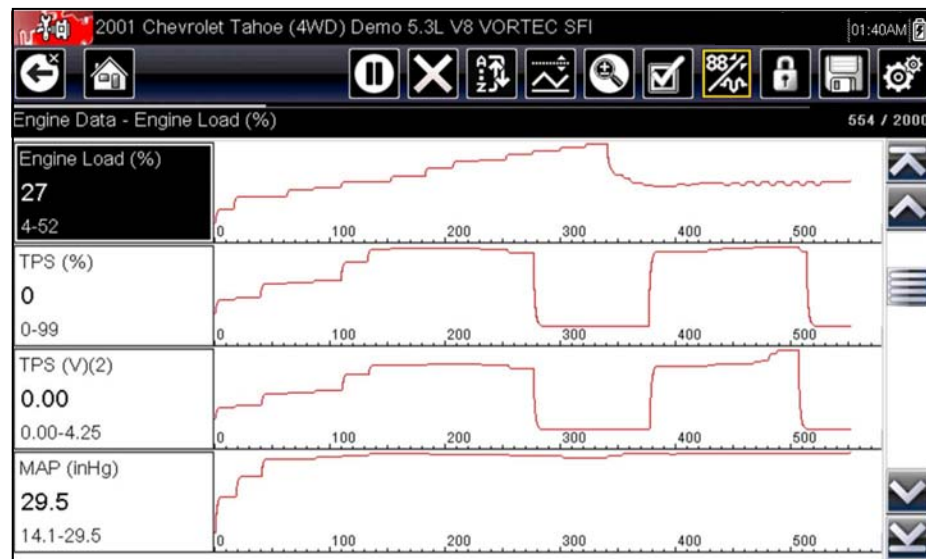 2001 Chevrolet Tahoe (4WD) Demo 5.3L V8 VORTEC SFI
01:40AM
A
Z
88
Engine Data - Engine Load (%)
554 / 2000
Engine Load (%)
27
4-52
0 100 200 300 400 500
TPS (%)
0
0-99
0 100 200 300 400 500
TPS (V)(2)
0.00
0.00-4.25
0 100 200 300 400 500
MAP (inHg)
29.5
14.1-29.5
0 100 200 300 400 500